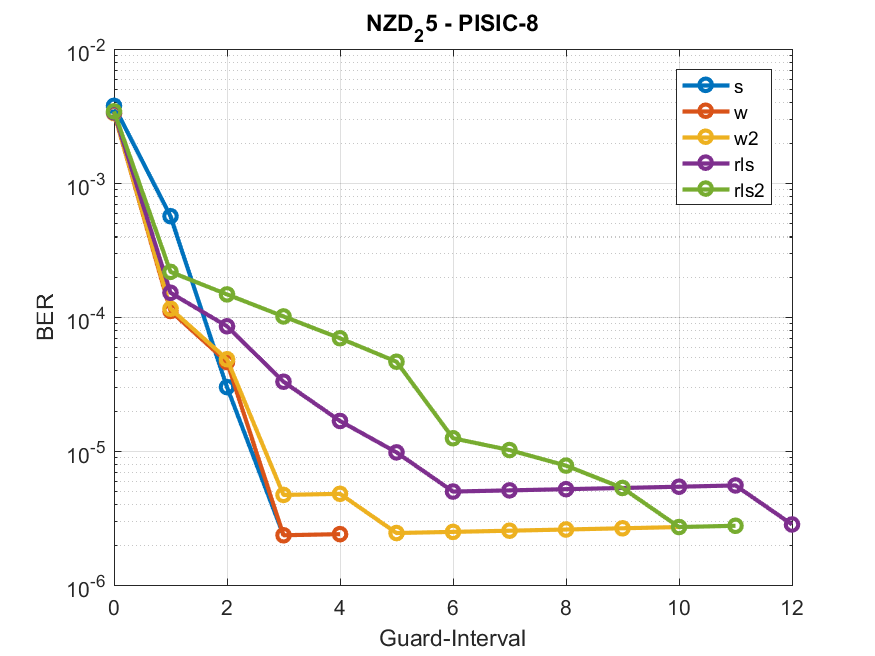 NZD₂5 - PISIC-8
10⁻²
10⁻³
10⁻⁴
10⁻⁵
10⁻⁶
BER
s
w
w2
rls
rls2
0 2 4 6 8 10 12
Guard-Interval